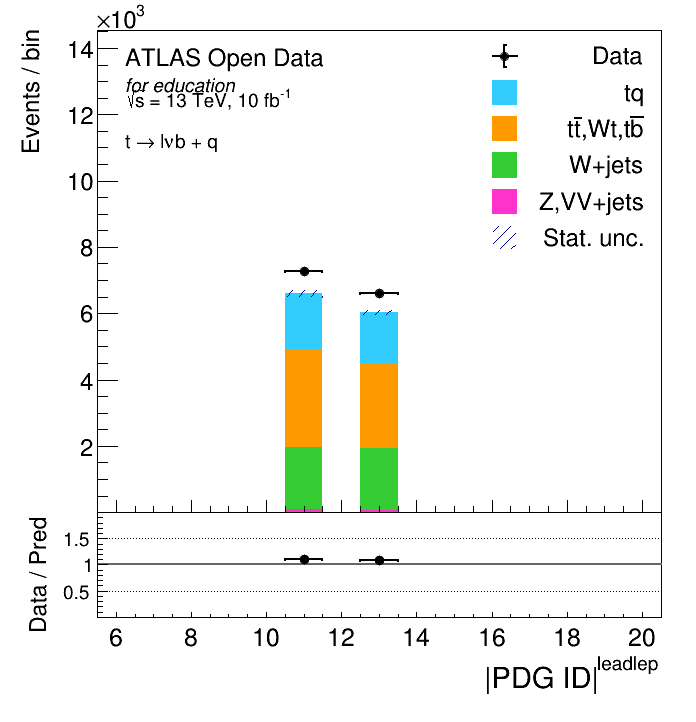 ×10³
Events / bin
14
12
10
8
6
4
2
ATLAS Open Data
for education
√s = 13 TeV, 10 fb⁻¹
t → lνb + q
Data
tq
tt̄,Wt,tb̄
W+jets
Z,VV+jets
Stat. unc.
Data / Pred
1.5
1
0.5
6 8 10 12 14 16 18 20
|PDG ID|^leadlep